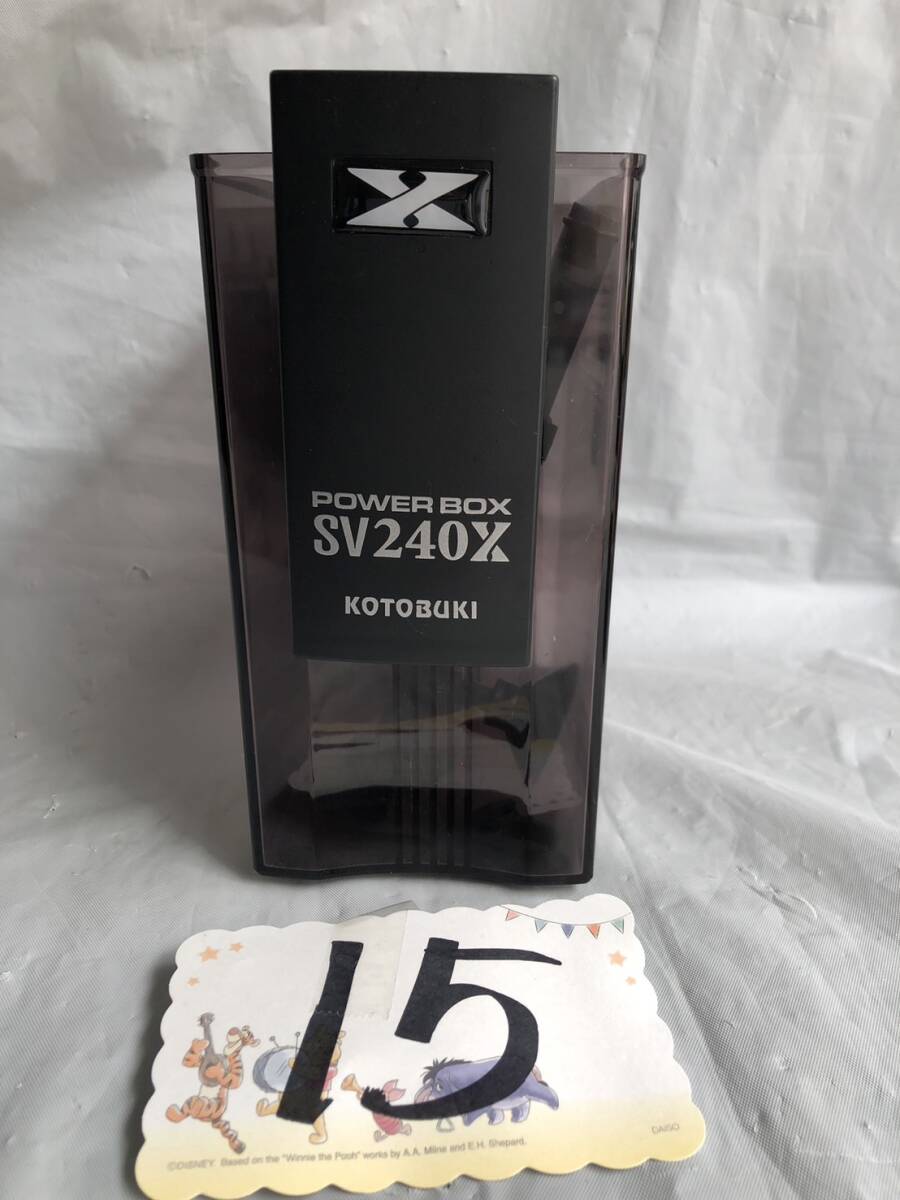 X
POWER BOX
SV240X
KOTOBUKI
15
©DISNEY Based on the "Winnie the Pooh" works by A.A. Milne and E.H. Shepard.
DAISO